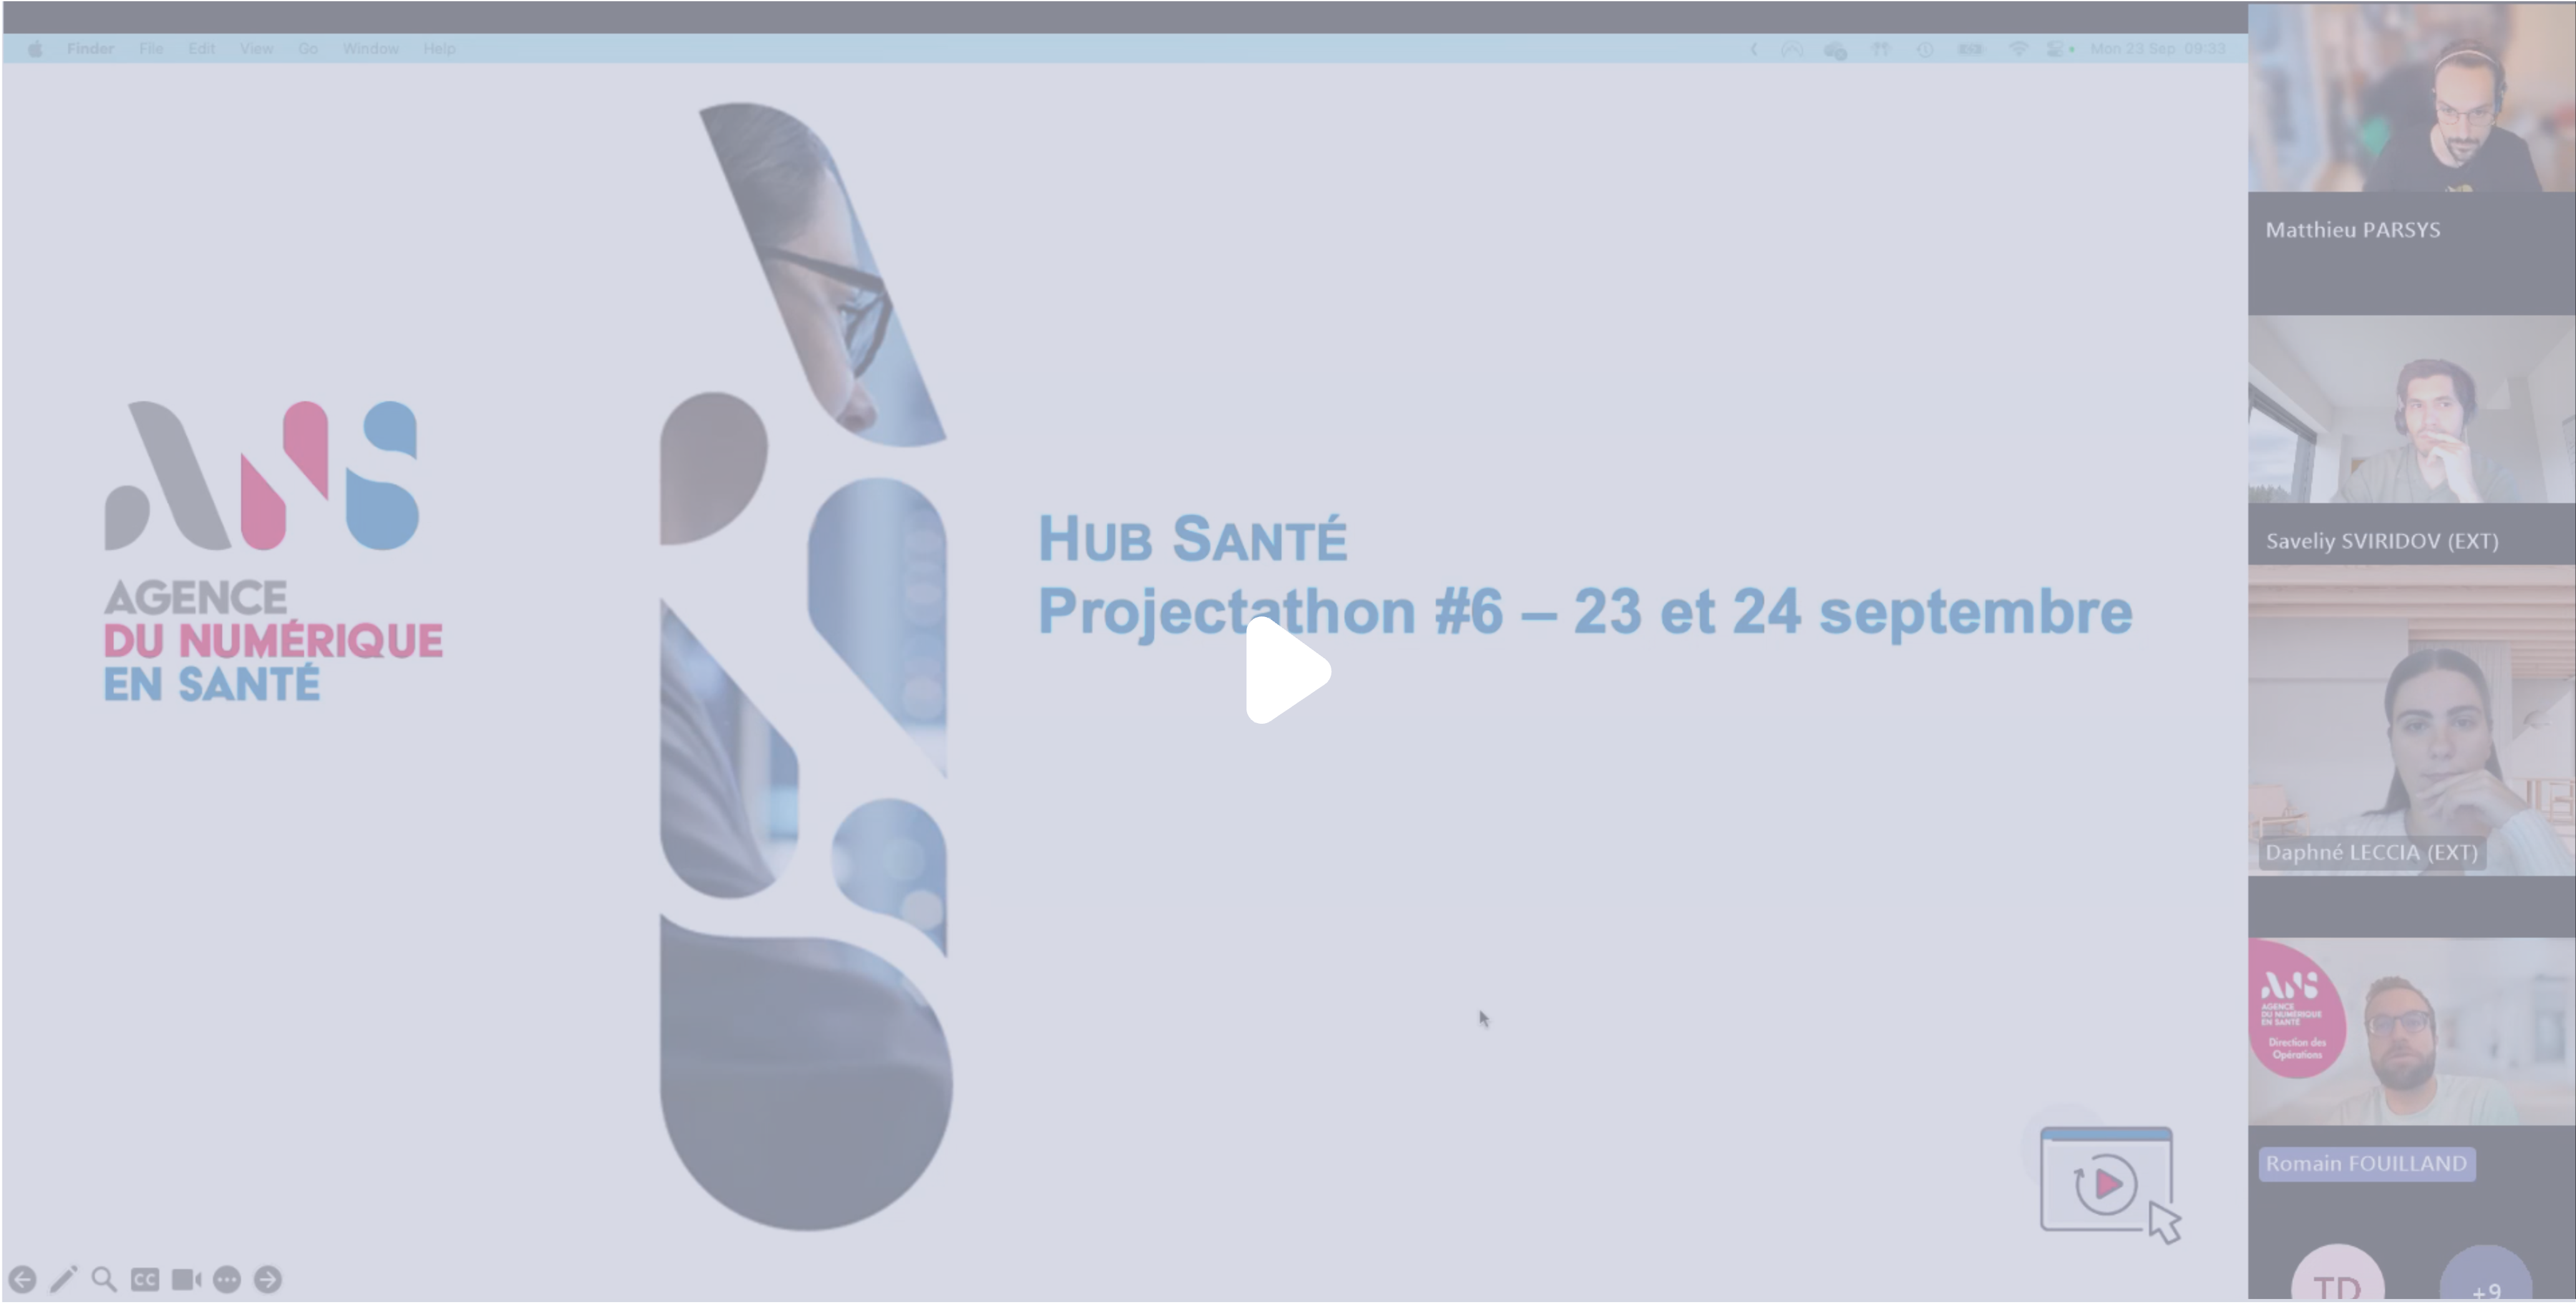 Finder File Edit View Go Window Help
Mon 23 Sep 09:33
AGENCE
DU NUMÉRIQUE
EN SANTÉ
HUB SANTÉ
Projectathon #6 – 23 et 24 septembre
CC
Matthieu PARSYS
Saveliy SVIRIDOV (EXT)
Daphné LECCIA (EXT)
ANS
AGENCE
DU NUMÉRIQUE
EN SANTÉ
Direction des
Opérations
Romain FOUILLAND
TD
+9